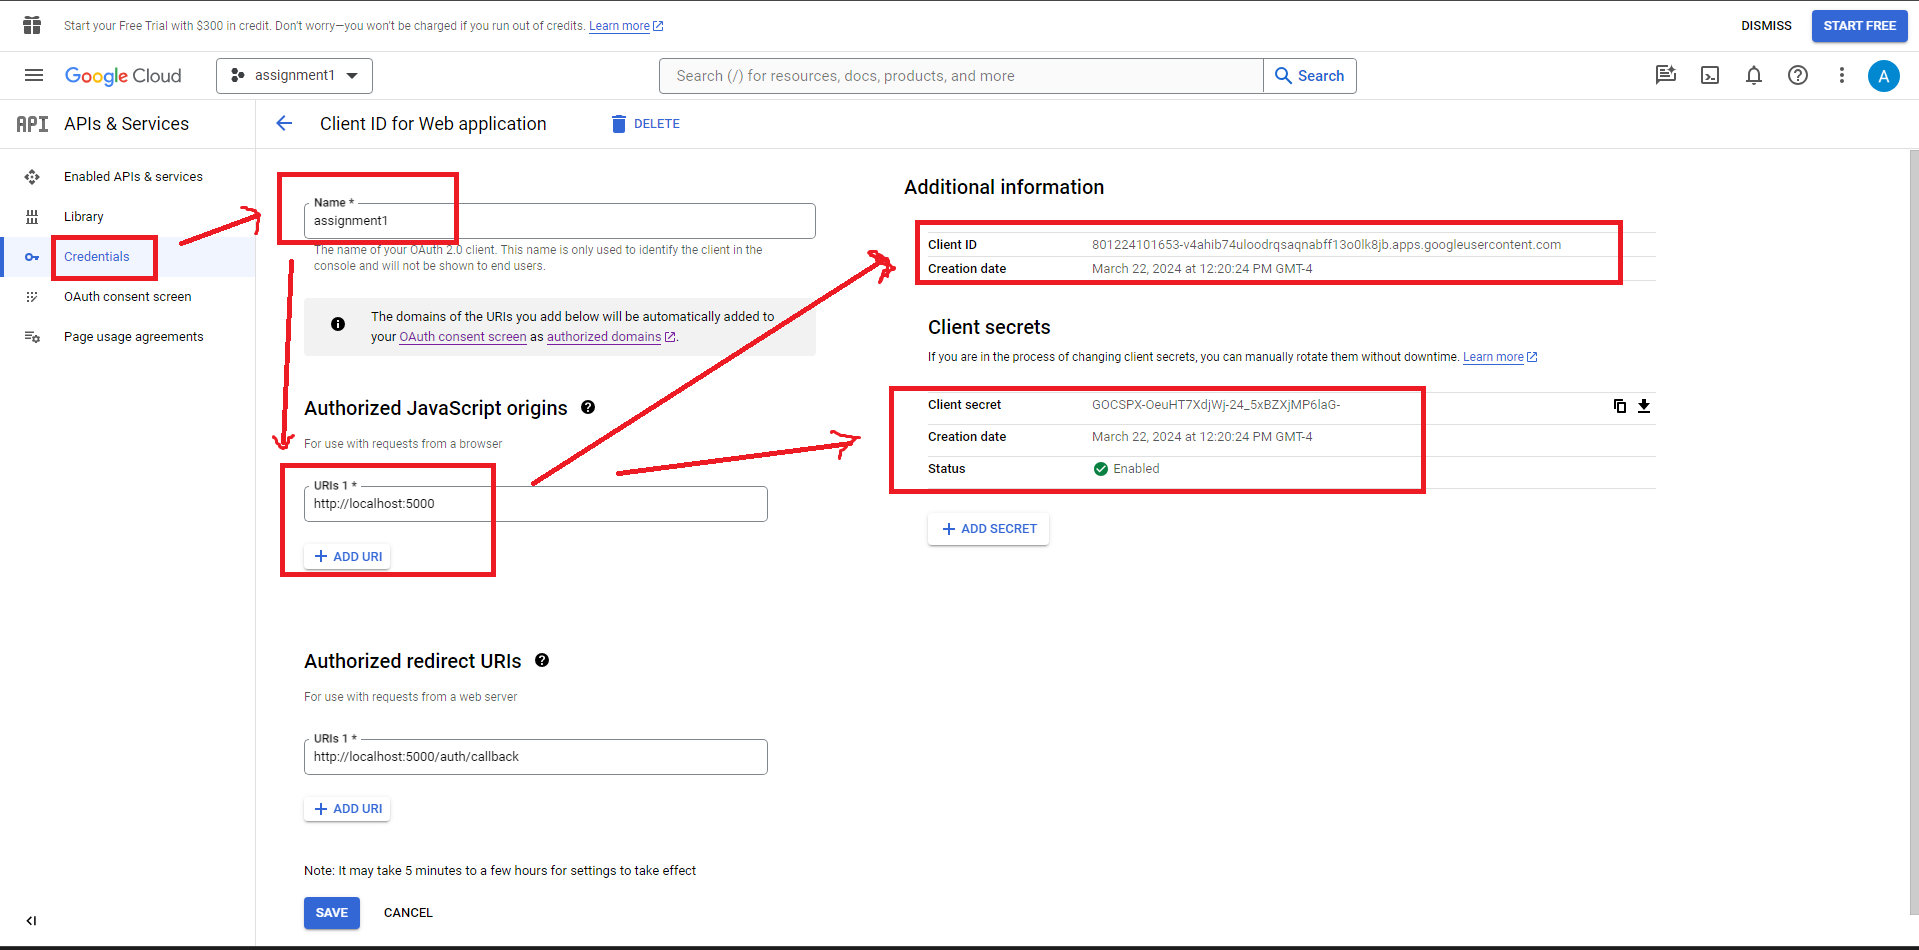 Start your Free Trial with $300 in credit. Don't worry—you won't be charged if you run out of credits. Learn more
DISMISS
START FREE
Google Cloud
assignment1
Search (/) for resources, docs, products, and more
Search
A
API
APIs & Services
Client ID for Web application
DELETE
Enabled APIs & services
Library
Credentials
OAuth consent screen
Page usage agreements
Name *
assignment1
The name of your OAuth 2.0 client. This name is only used to identify the client in the
console and will not be shown to end users.
The domains of the URIs you add below will be automatically added to
your OAuth consent screen as authorized domains.
Authorized JavaScript origins
For use with requests from a browser
URIs 1 *
http://localhost:5000
ADD URI
Authorized redirect URIs
For use with requests from a web server
URIs 1 *
http://localhost:5000/auth/callback
ADD URI
Note: It may take 5 minutes to a few hours for settings to take effect
SAVE
CANCEL
Additional information
Client ID 801224101653-v4ahib74uloodrqsaqnabff13o0lk8jb.apps.googleusercontent.com
Creation date March 22, 2024 at 12:20:24 PM GMT-4
Client secrets
If you are in the process of changing client secrets, you can manually rotate them without downtime. Learn more
Client secret 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
Creation date March 22, 2024 at 12:20:24 PM GMT-4
Status Enabled
ADD SECRET